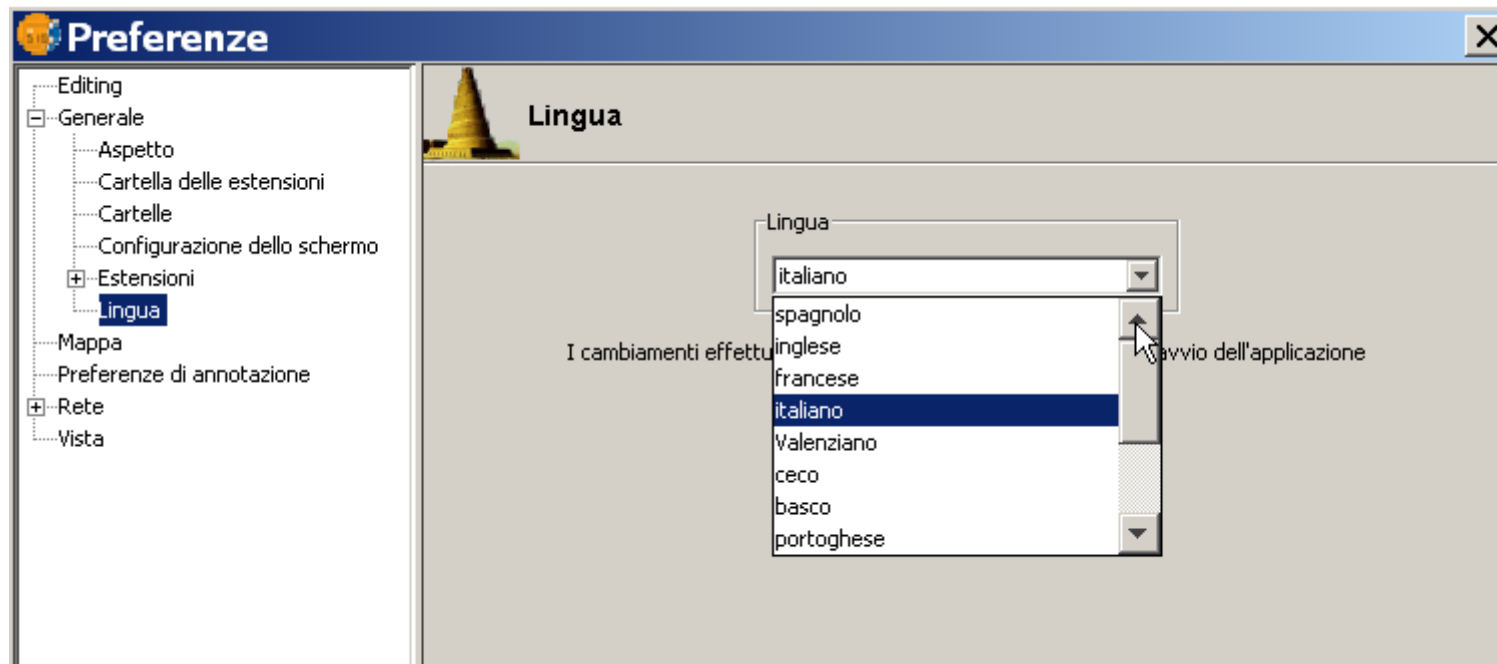 Preferenze
Editing
Generale
Aspetto
Cartella delle estensioni
Cartelle
Configurazione dello schermo
Estensioni
Lingua
Mappa
Preferenze di annotazione
Rete
Vista
Lingua
Lingua
italiano
spagnolo
inglese
francese
italiano
Valenziano
ceco
basco
portoghese
I cambiamenti effettu avvio dell'applicazione